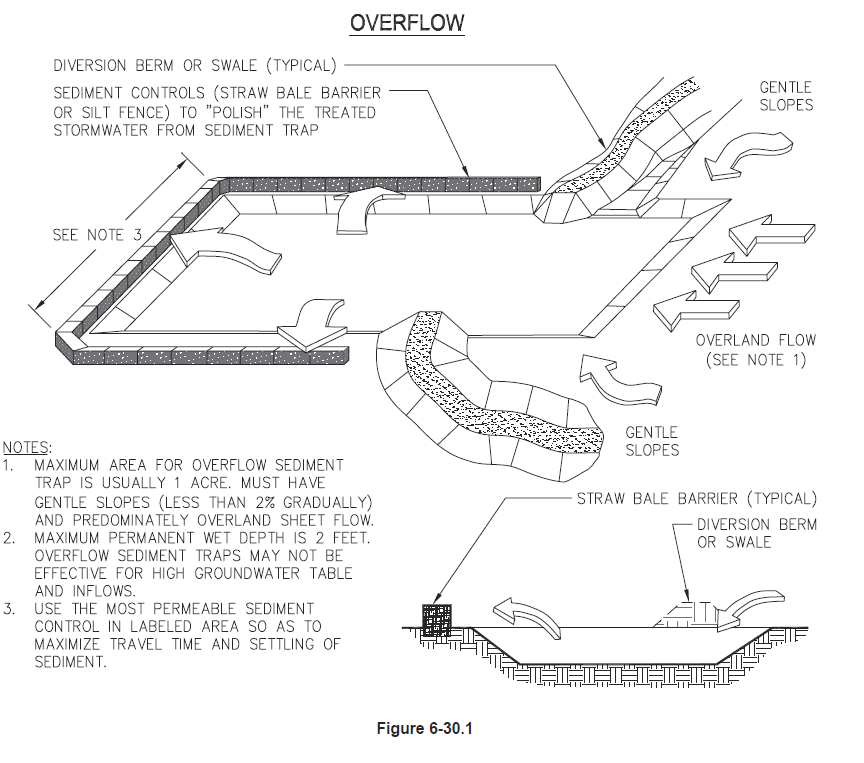 OVERFLOW
DIVERSION BERM OR SWALE (TYPICAL)
SEDIMENT CONTROLS (STRAW BALE BARRIER
OR SILT FENCE) TO "POLISH" THE TREATED
STORMWATER FROM SEDIMENT TRAP
GENTLE
SLOPES
SEE NOTE 3
OVERLAND FLOW
(SEE NOTE 1)
GENTLE
SLOPES
NOTES:
1. MAXIMUM AREA FOR OVERFLOW SEDIMENT
TRAP IS USUALLY 1 ACRE. MUST HAVE
GENTLE SLOPES (LESS THAN 2% GRADUALLY)
AND PREDOMINATELY OVERLAND SHEET FLOW.
2. MAXIMUM PERMANENT WET DEPTH IS 2 FEET.
OVERFLOW SEDIMENT TRAPS MAY NOT BE
EFFECTIVE FOR HIGH GROUNDWATER TABLE
AND INFLOWS.
3. USE THE MOST PERMEABLE SEDIMENT
CONTROL IN LABELED AREA SO AS TO
MAXIMIZE TRAVEL TIME AND SETTLING OF
SEDIMENT.
STRAW BALE BARRIER (TYPICAL)
DIVERSION BERM
OR SWALE
Figure 6-30.1